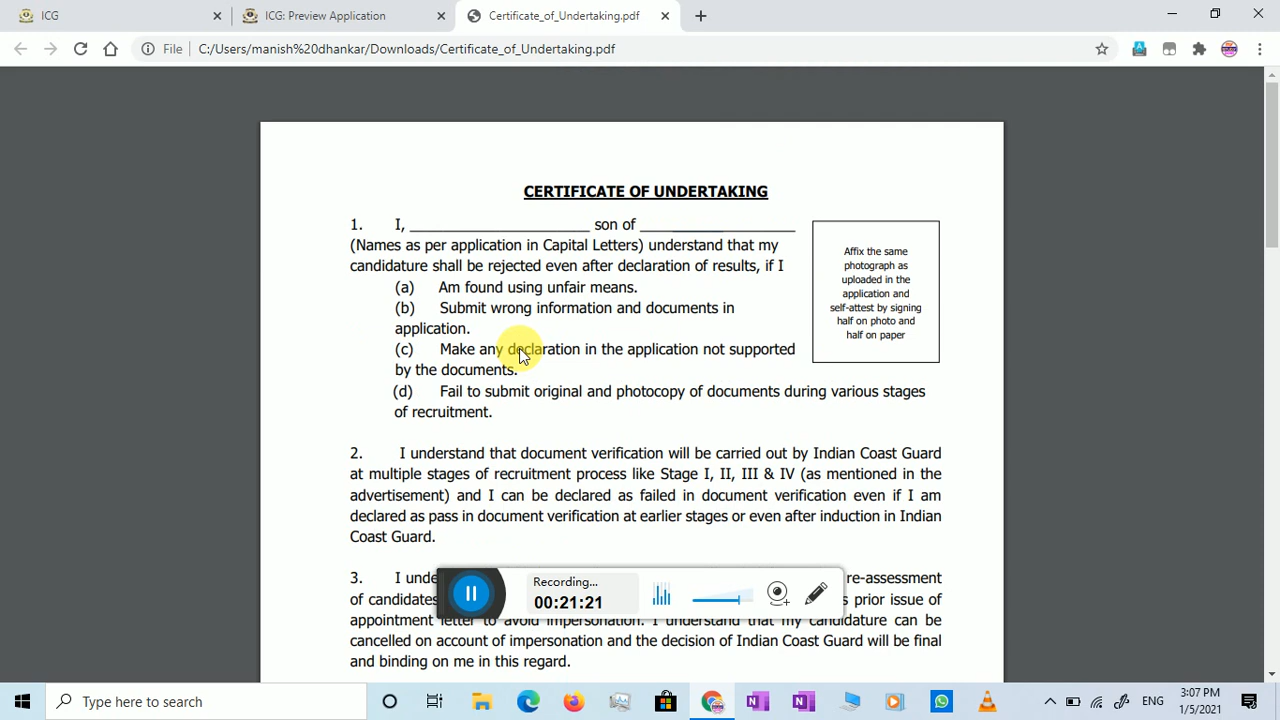 ICG
ICG: Preview Application
Certificate_of_Undertaking.pdf
File
C:/Users/manish%20dhankar/Downloads/Certificate_of_Undertaking.pdf
CERTIFICATE OF UNDERTAKING
1. I, ______________________ son of ___________________
(Names as per application in Capital Letters) understand that my
candidature shall be rejected even after declaration of results, if I
(a) Am found using unfair means.
(b) Submit wrong information and documents in
application.
(c) Make any declaration in the application not supported
by the documents.
(d) Fail to submit original and photocopy of documents during various stages
of recruitment.
Affix the same
photograph as
uploaded in the
application and
self-attest by signing
half on photo and
half on paper
2. I understand that document verification will be carried out by Indian Coast Guard
at multiple stages of recruitment process like Stage I, II, III & IV (as mentioned in the
advertisement) and I can be declared as failed in document verification even if I am
declared as pass in document verification at earlier stages or even after induction in Indian
Coast Guard.
3. I unde re-assessment
of candidates s prior issue of
appointment letter to avoid impersonation. I understand that my candidature can be
cancelled on account of impersonation and the decision of Indian Coast Guard will be final
and binding on me in this regard.
Recording...
00:21:21
Type here to search
ENG
3:07 PM
1/5/2021